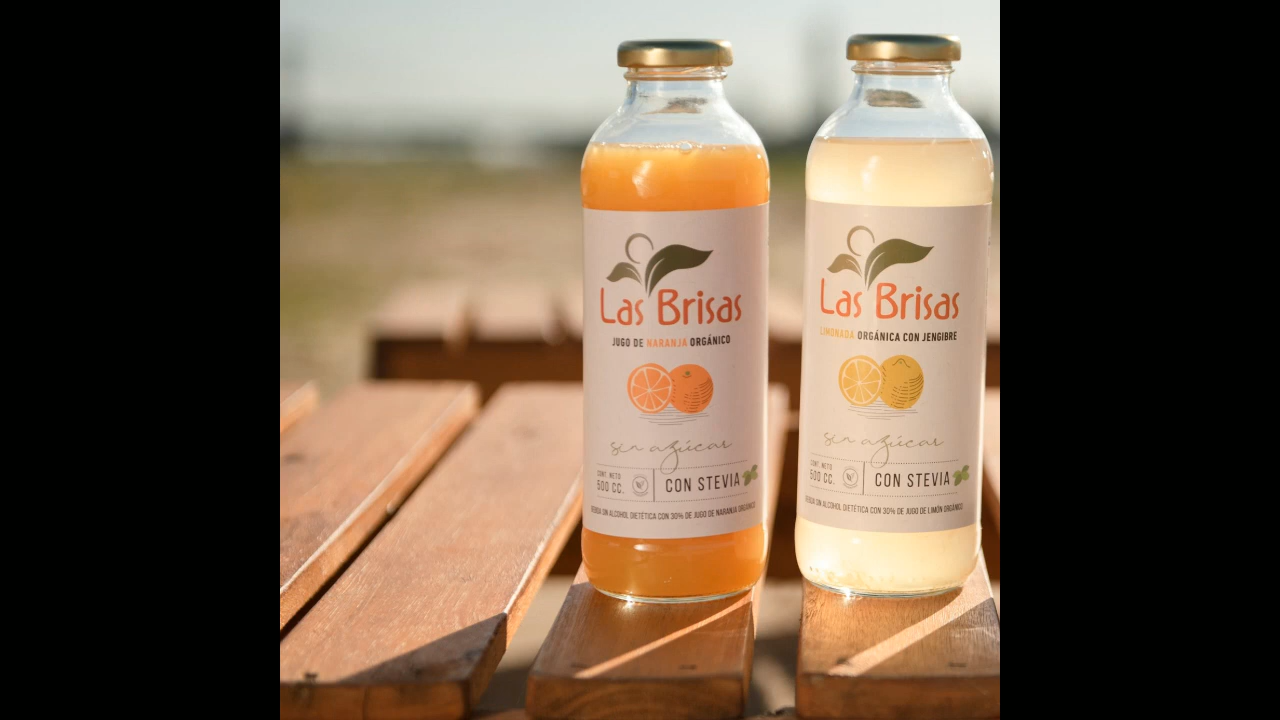 Las Brisas
JUGO DE NARANJA ORGÁNICO
sin azúcar
CONT. NETO
500 CC.
CON STEVIA
BEBIDA SIN ALCOHOL DIETÉTICA CON 30% DE JUGO DE NARANJA ORGÁNICO
Las Brisas
LIMONADA ORGÁNICA CON JENGIBRE
sin azúcar
CONT. NETO
500 CC.
CON STEVIA
BEBIDA SIN ALCOHOL DIETÉTICA CON 30% DE JUGO DE LIMÓN ORGÁNICO